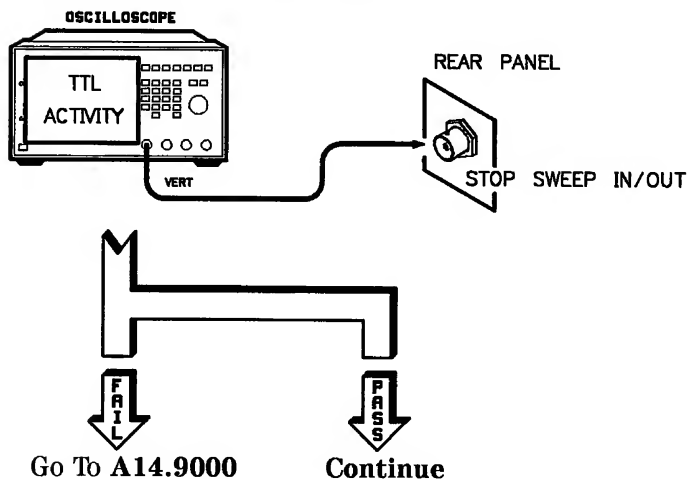 OSCILLOSCOPE
TTL
ACTIVITY
VERT
REAR PANEL
STOP SWEEP IN/OUT
FAIL
PASS
Go To A14.9000
Continue